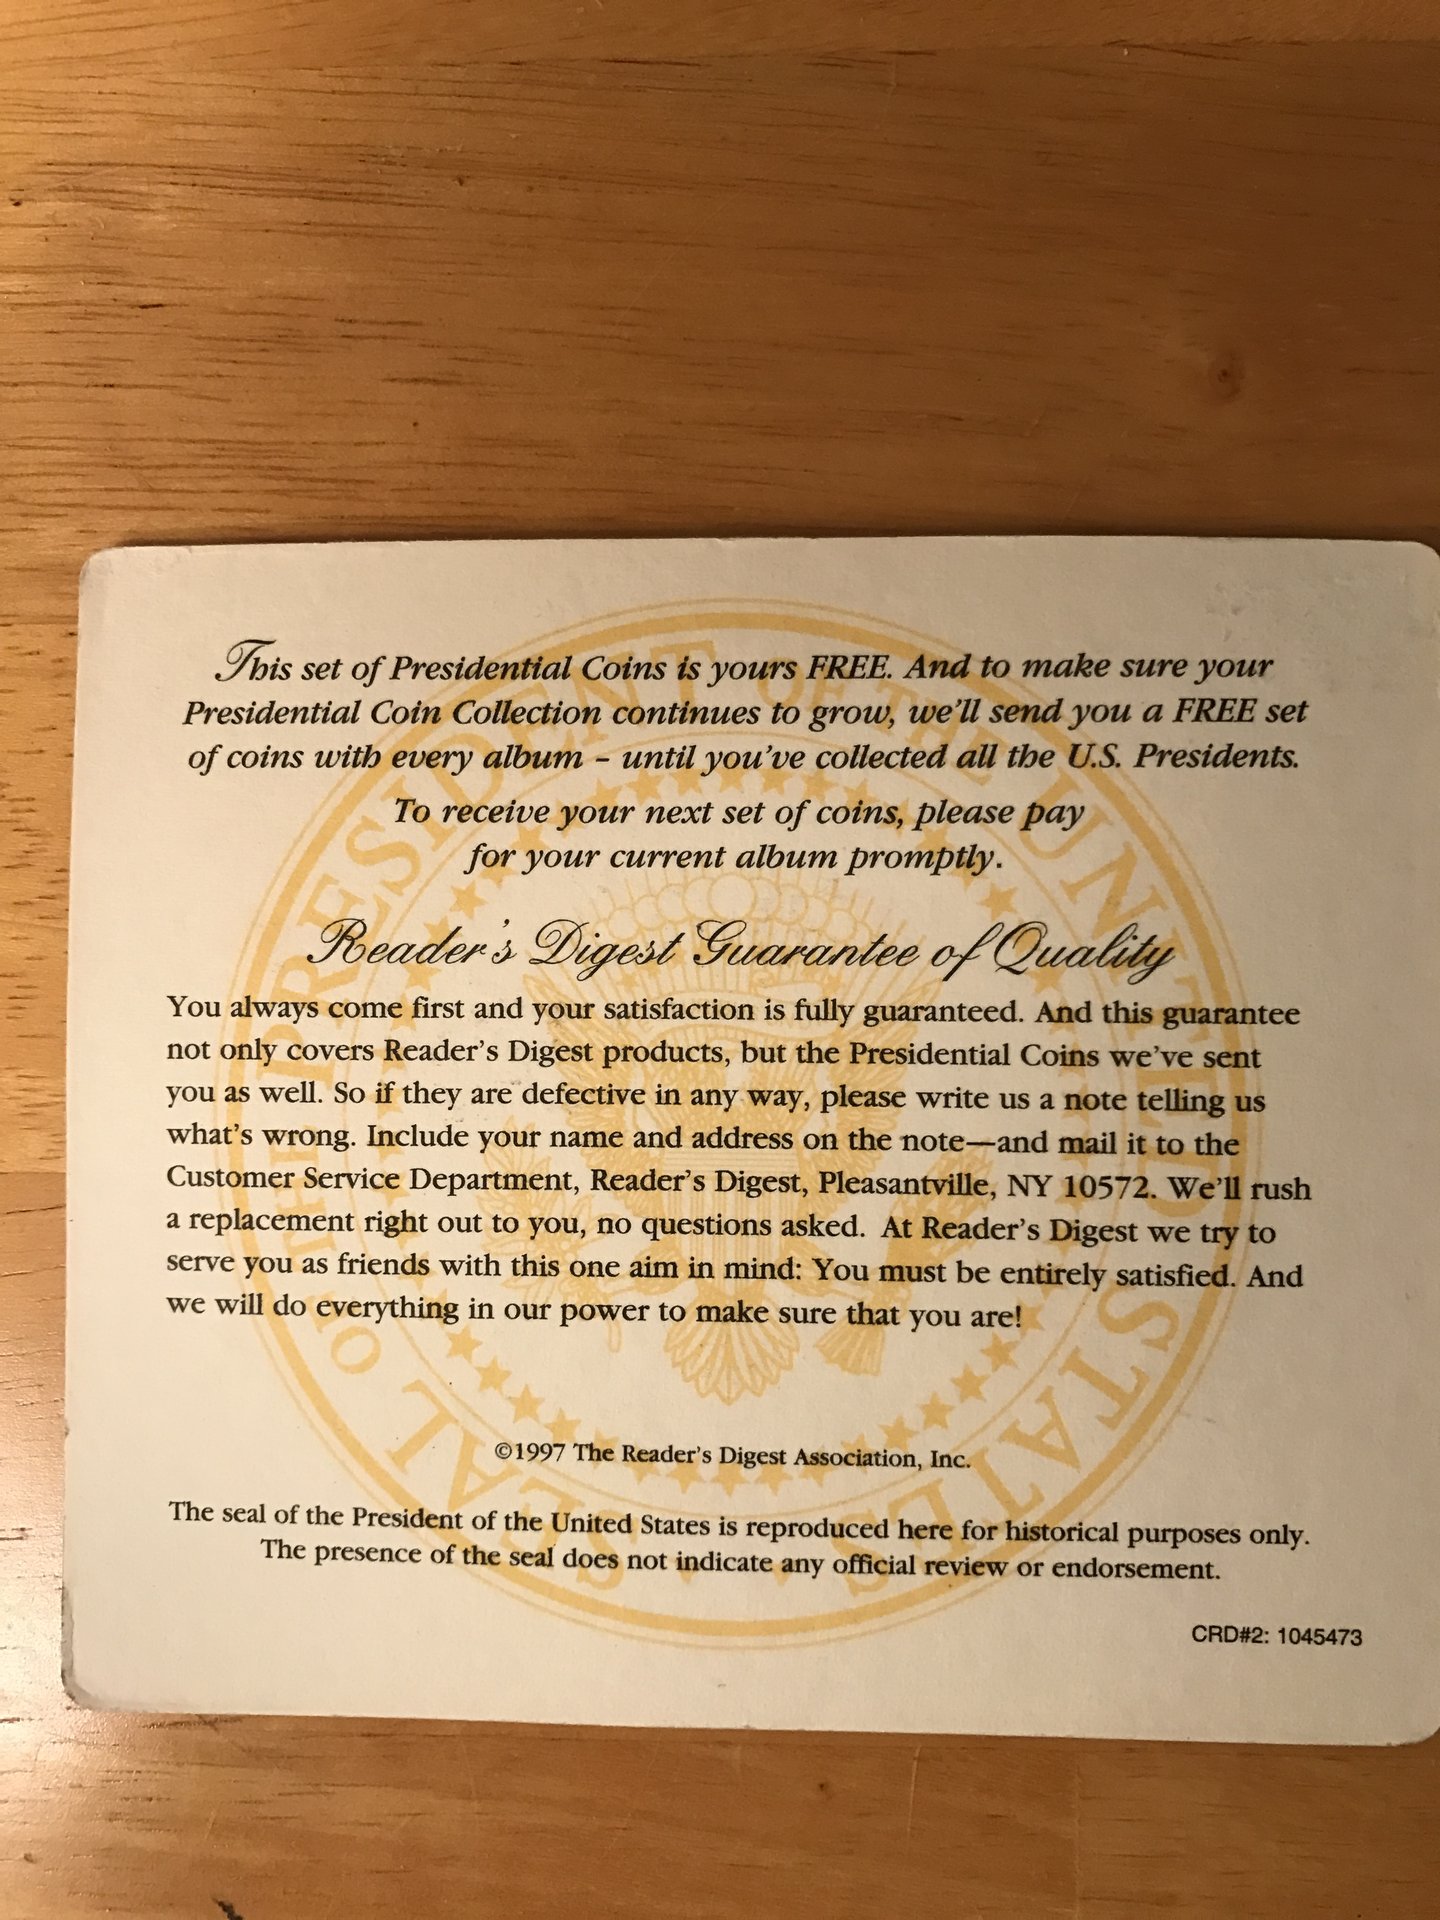 This set of Presidential Coins is yours FREE. And to make sure your
Presidential Coin Collection continues to grow, we'll send you a FREE set
of coins with every album – until you've collected all the U.S. Presidents.
To receive your next set of coins, please pay
for your current album promptly.
Reader's Digest Guarantee of Quality
You always come first and your satisfaction is fully guaranteed. And this guarantee
not only covers Reader's Digest products, but the Presidential Coins we've sent
you as well. So if they are defective in any way, please write us a note telling us
what's wrong. Include your name and address on the note—and mail it to the
Customer Service Department, Reader's Digest, Pleasantville, NY 10572. We'll rush
a replacement right out to you, no questions asked. At Reader's Digest we try to
serve you as friends with this one aim in mind: You must be entirely satisfied. And
we will do everything in our power to make sure that you are!
©1997 The Reader's Digest Association, Inc.
The seal of the President of the United States is reproduced here for historical purposes only.
The presence of the seal does not indicate any official review or endorsement.
CRD#2: 1045473
SEAL OF THE PRESIDENT OF THE UNITED STATES